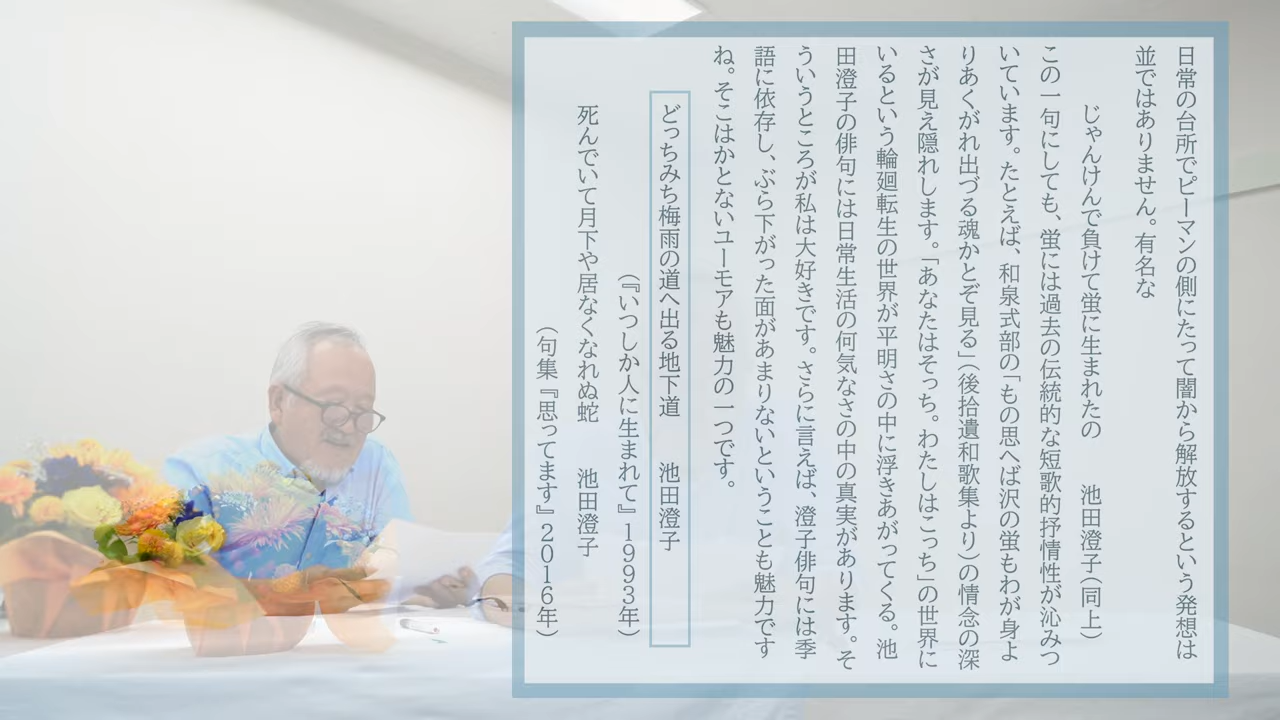 日常の台所でピーマンの側にたって闇から解放するという発想は
並ではありません。有名な
じゃんけんで負けて蛍に生まれたの　池田澄子（同上）
この一句にしても、蛍には過去の伝統的な短歌的抒情性が沁みつ
いています。たとえば、和泉式部の「もの思へば沢の蛍もわが身よ
りあくがれ出づる魂かとぞ見る」（後拾遺和歌集より）の情念の深
さが見え隠れします。「あなたはそっち。わたしはこっち」の世界に
いるという輪廻転生の世界が平明さの中に浮きあがってくる。池
田澄子の俳句には日常生活の何気なさの中の真実があります。そ
ういうところが私は大好きです。さらに言えば、澄子俳句には季
語に依存し、ぶら下がった面があまりないということも魅力です
ね。そこはかとないユーモアも魅力の一つです。
どっちみち梅雨の道へ出る地下道　池田澄子
（『いつしか人に生まれて』1993年）
死んでいて月下や居なくなれぬ蛇　池田澄子
（句集『思ってます』2016年）